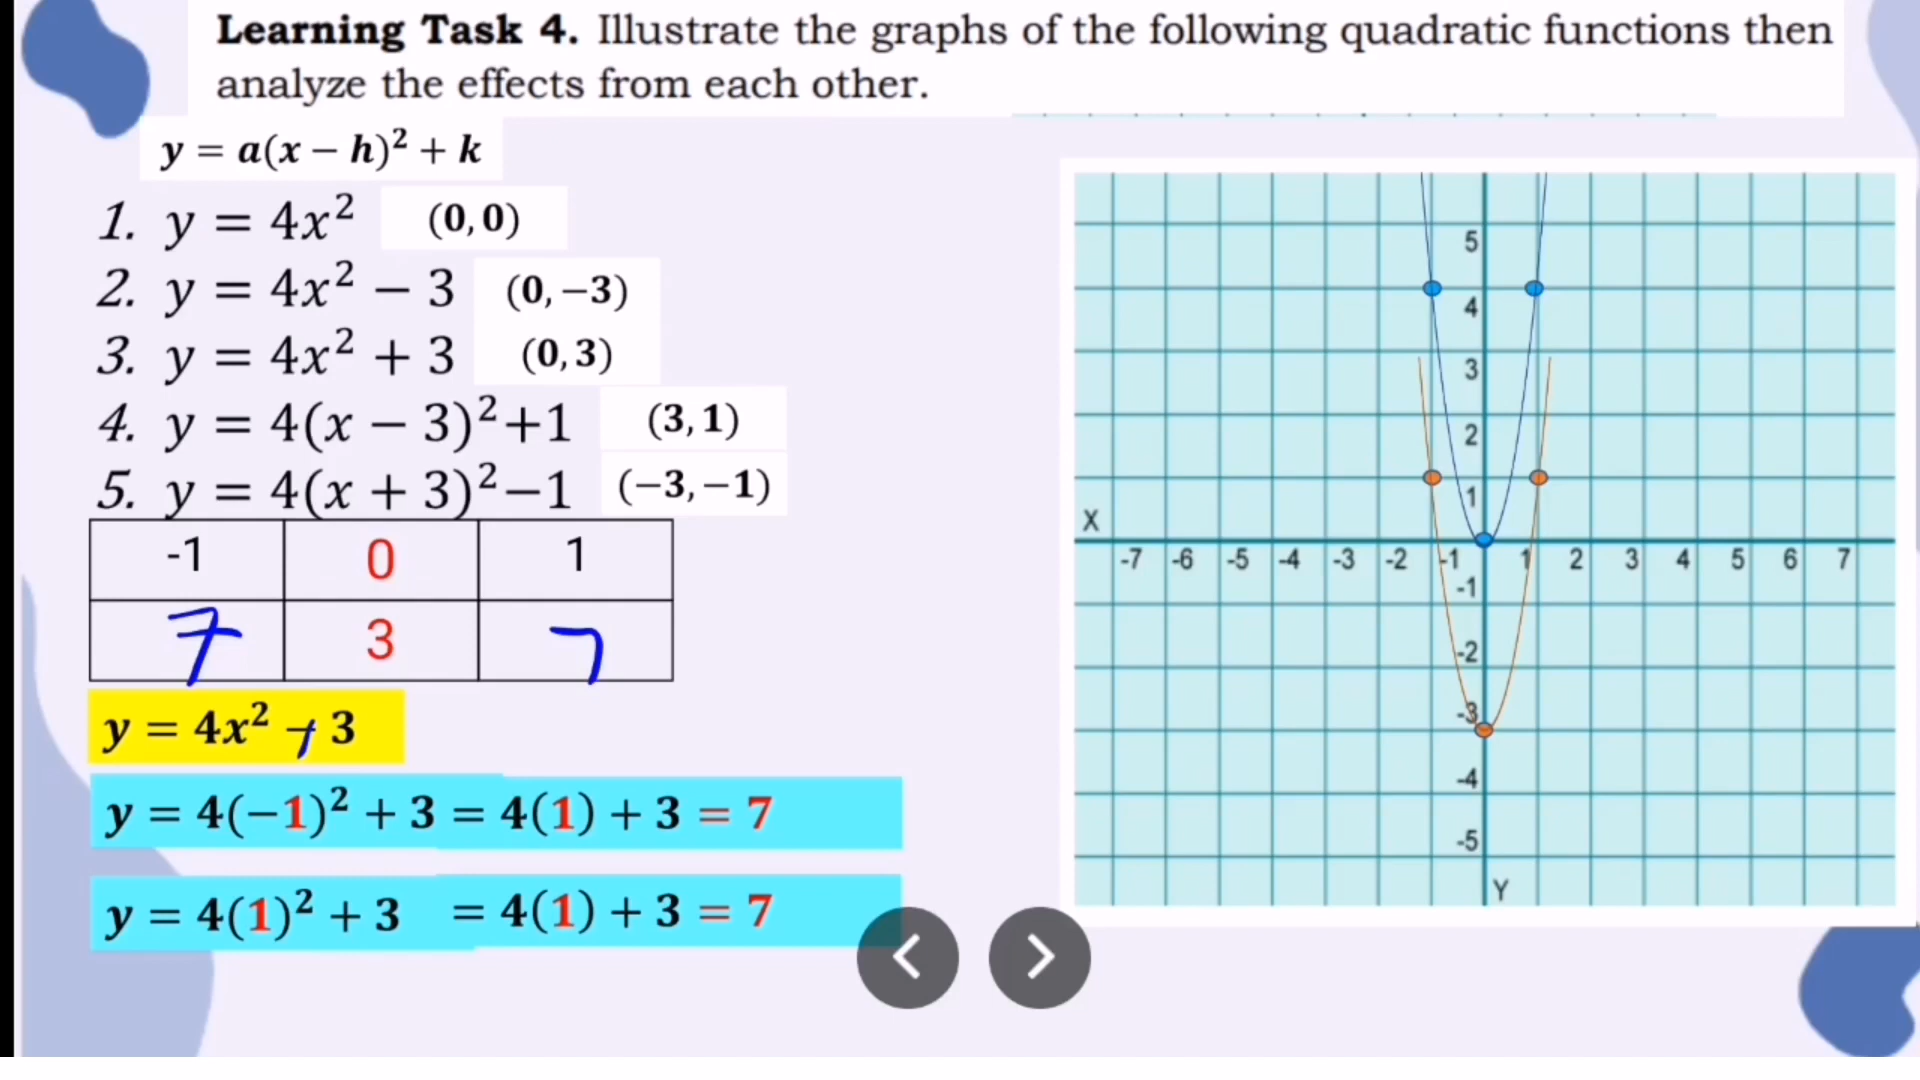 Learning Task 4. Illustrate the graphs of the following quadratic functions then
analyze the effects from each other.
y = a(x − h)² + k
1. y = 4x² (0, 0)
2. y = 4x² − 3 (0, −3)
3. y = 4x² + 3 (0, 3)
4. y = 4(x − 3)²+1 (3, 1)
5. y = 4(x + 3)²−1 (−3, −1)
-1 0 1
7 3 7
y = 4x² + 3
y = 4(−1)² + 3 = 4(1) + 3 = 7
y = 4(1)² + 3 = 4(1) + 3 = 7
5
4
3
2
1
X
-7 -6 -5 -4 -3 -2 -1 1 2 3 4 5 6 7
-1
-2
-3
-4
-5
Y